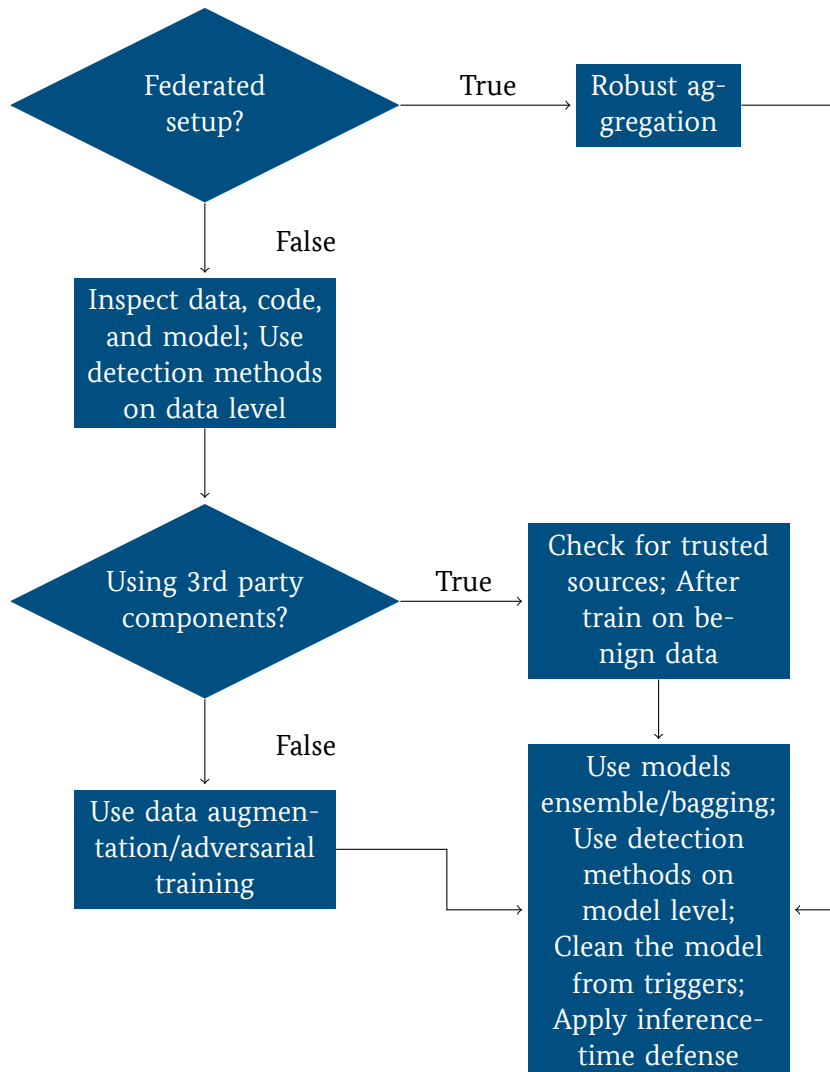 Federated
setup?
True
Robust ag-
gregation
False
Inspect data, code,
and model; Use
detection methods
on data level
Using 3rd party
components?
True
Check for trusted
sources; After
train on be-
nign data
False
Use data augmen-
tation/adversarial
training
Use models
ensemble/bagging;
Use detection
methods on
model level;
Clean the model
from triggers;
Apply inference-
time defense